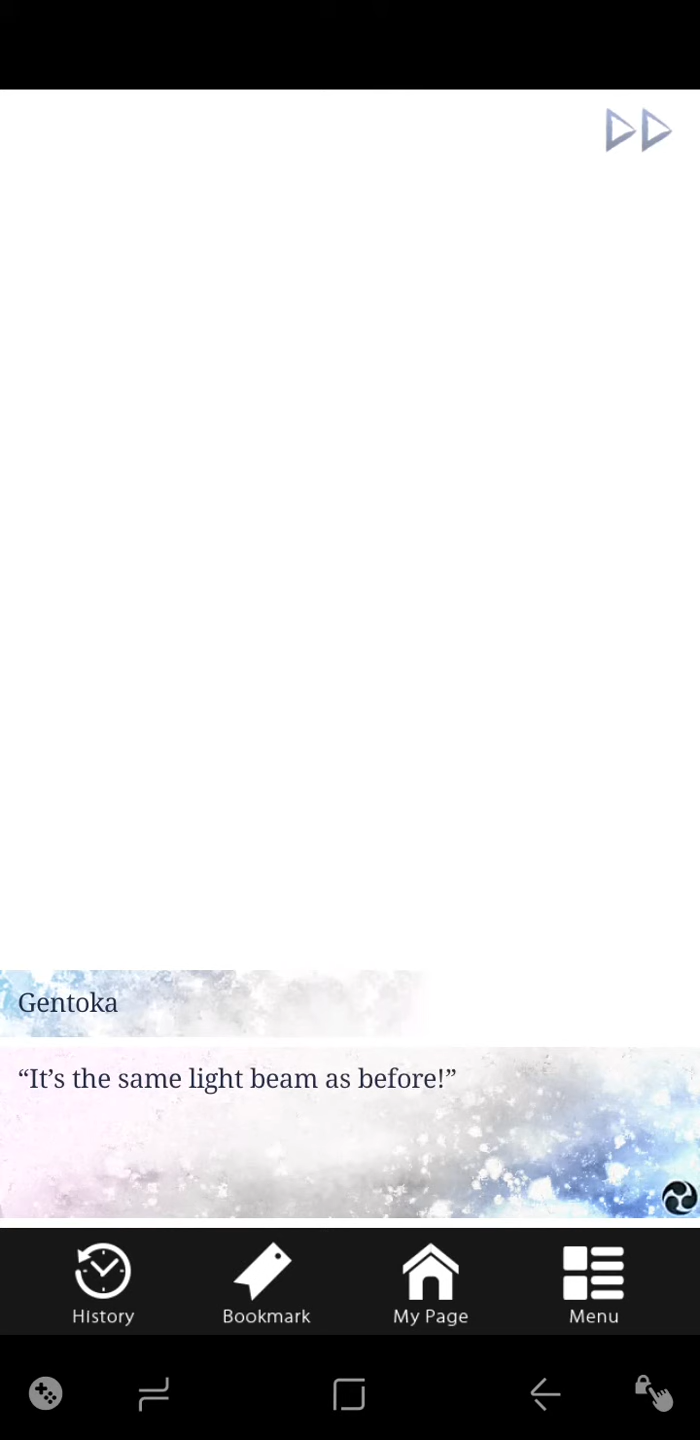 Gentoka
“It’s the same light beam as before!”
History
Bookmark
My Page
Menu